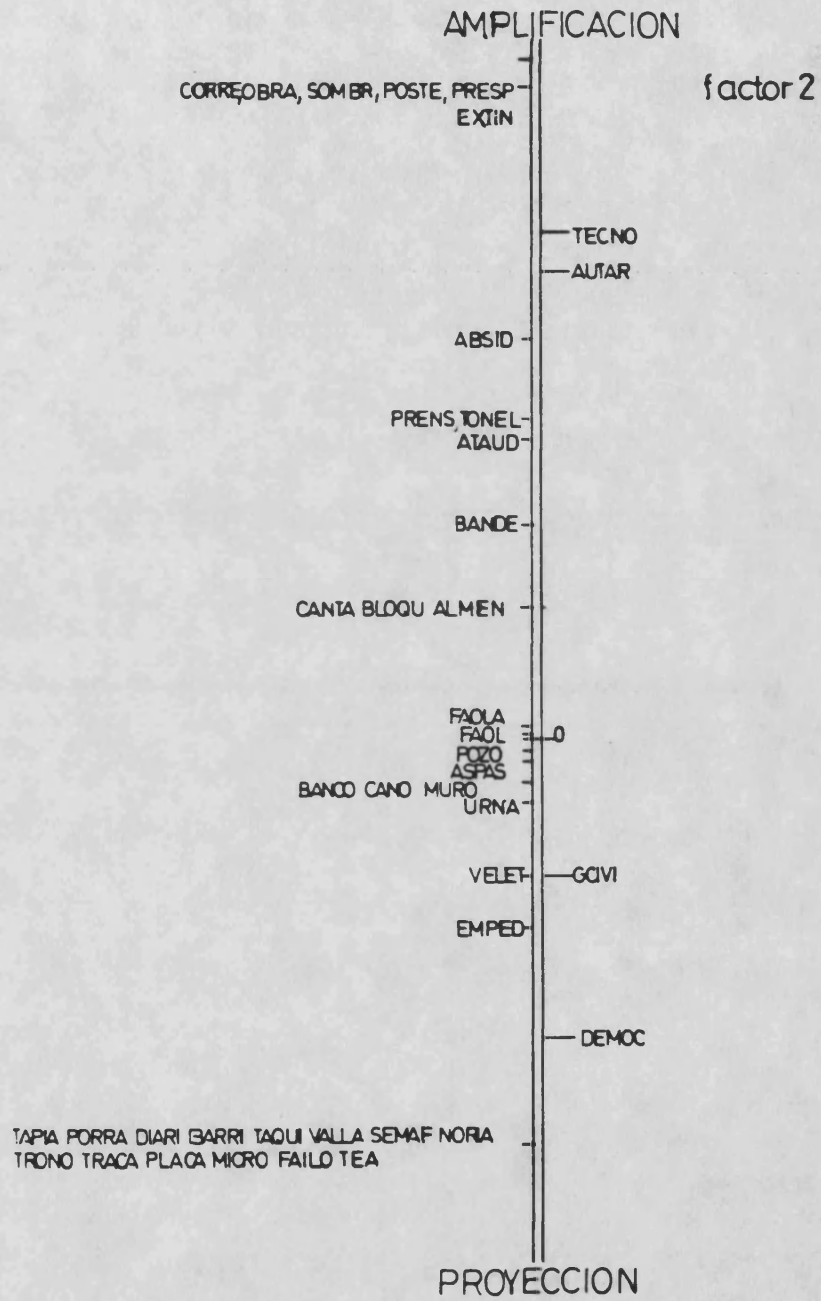 AMPLIFICACION
factor 2
CORRE,OBRA, SOMBR, POSTE, PRESP
EXTIN
TECNO
AUTAR
ABSID
PRENS, TONEL
ATAUD
BANDE
CANTA BLOQU ALMEN
FAOLA
FAOL
0
POZO
ASPAS
BANCO CANO MURO
URNA
VELET
GCIVI
EMPED
DEMOC
TAPIA PORRA DIARI BARRI TAQUI VALLA SEMAF NORIA
TRONO TRACA PLACA MICRO FAILO TEA
PROYECCION